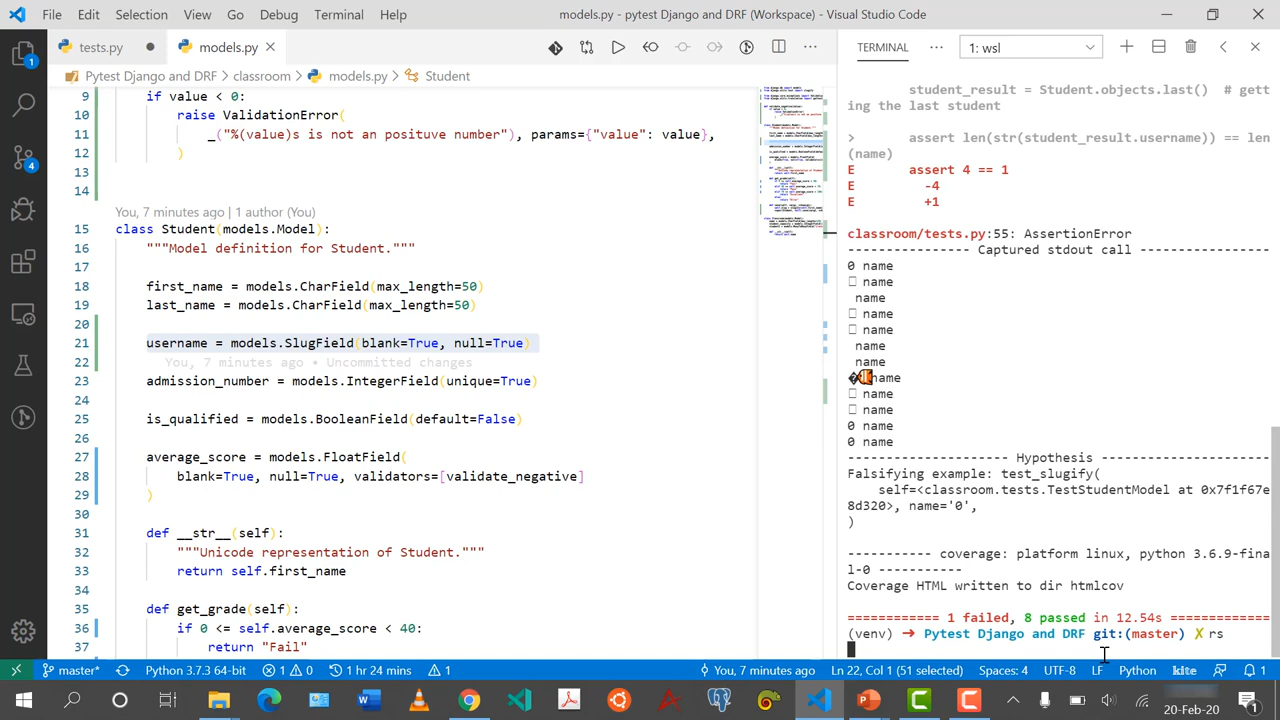 File Edit Selection View Go Debug Terminal Help models.py - pytest Django and DRF (Workspace) - Visual Studio Code
tests.py models.py
TERMINAL 1: wsl
Pytest Django and DRF > classroom > models.py > Student
9 if value < 0:
10 raise ValidationError(
_("%(value)s is not an positive number"), params={"value": value},
12 )
13
You, 7 minutes ago | 1 author (You)
class Student(models.Model):
16 """Model definition for Student."""
17
18 first_name = models.CharField(max_length=50)
19 last_name = models.CharField(max_length=50)
20
21 username = models.SlugField(blank=True, null=True)
22 You, 7 minutes ago • Uncommitted changes
23 admission_number = models.IntegerField(unique=True)
24
25 is_qualified = models.BooleanField(default=False)
26
27 average_score = models.FloatField(
28 blank=True, null=True, validators=[validate_negative]
29 )
30
31 def __str__(self):
32 """Unicode representation of Student."""
33 return self.first_name
34
35 def get_grade(self):
36 if 0 <= self.average_score < 40:
37 return "Fail"
student_result = Student.objects.last() # gett
ing the last student
> assert len(str(student_result.username)) == len
(name)
E assert 4 == 1
E -4
E +1
classroom/tests.py:55: AssertionError
---------------- Captured stdout call -----------------
0 name
name
name
name
name
name
name
name
name
name
0 name
0 name
-------------------- Hypothesis -----------------------
Falsifying example: test_slugify(
self=<classroom.tests.TestStudentModel at 0x7f1f67e
8d320>, name='0',
)
----------- coverage: platform linux, python 3.6.9-fina
l-0 -----------
Coverage HTML written to dir htmlcov
============ 1 failed, 8 passed in 12.54s =============
(venv) ➜ Pytest Django and DRF git:(master) ✗ rs
master* Python 3.7.3 64-bit 1 0 1 hr 24 mins 1 You, 7 minutes ago Ln 22, Col 1 (51 selected) Spaces: 4 UTF-8 LF Python kite 1
20-Feb-20